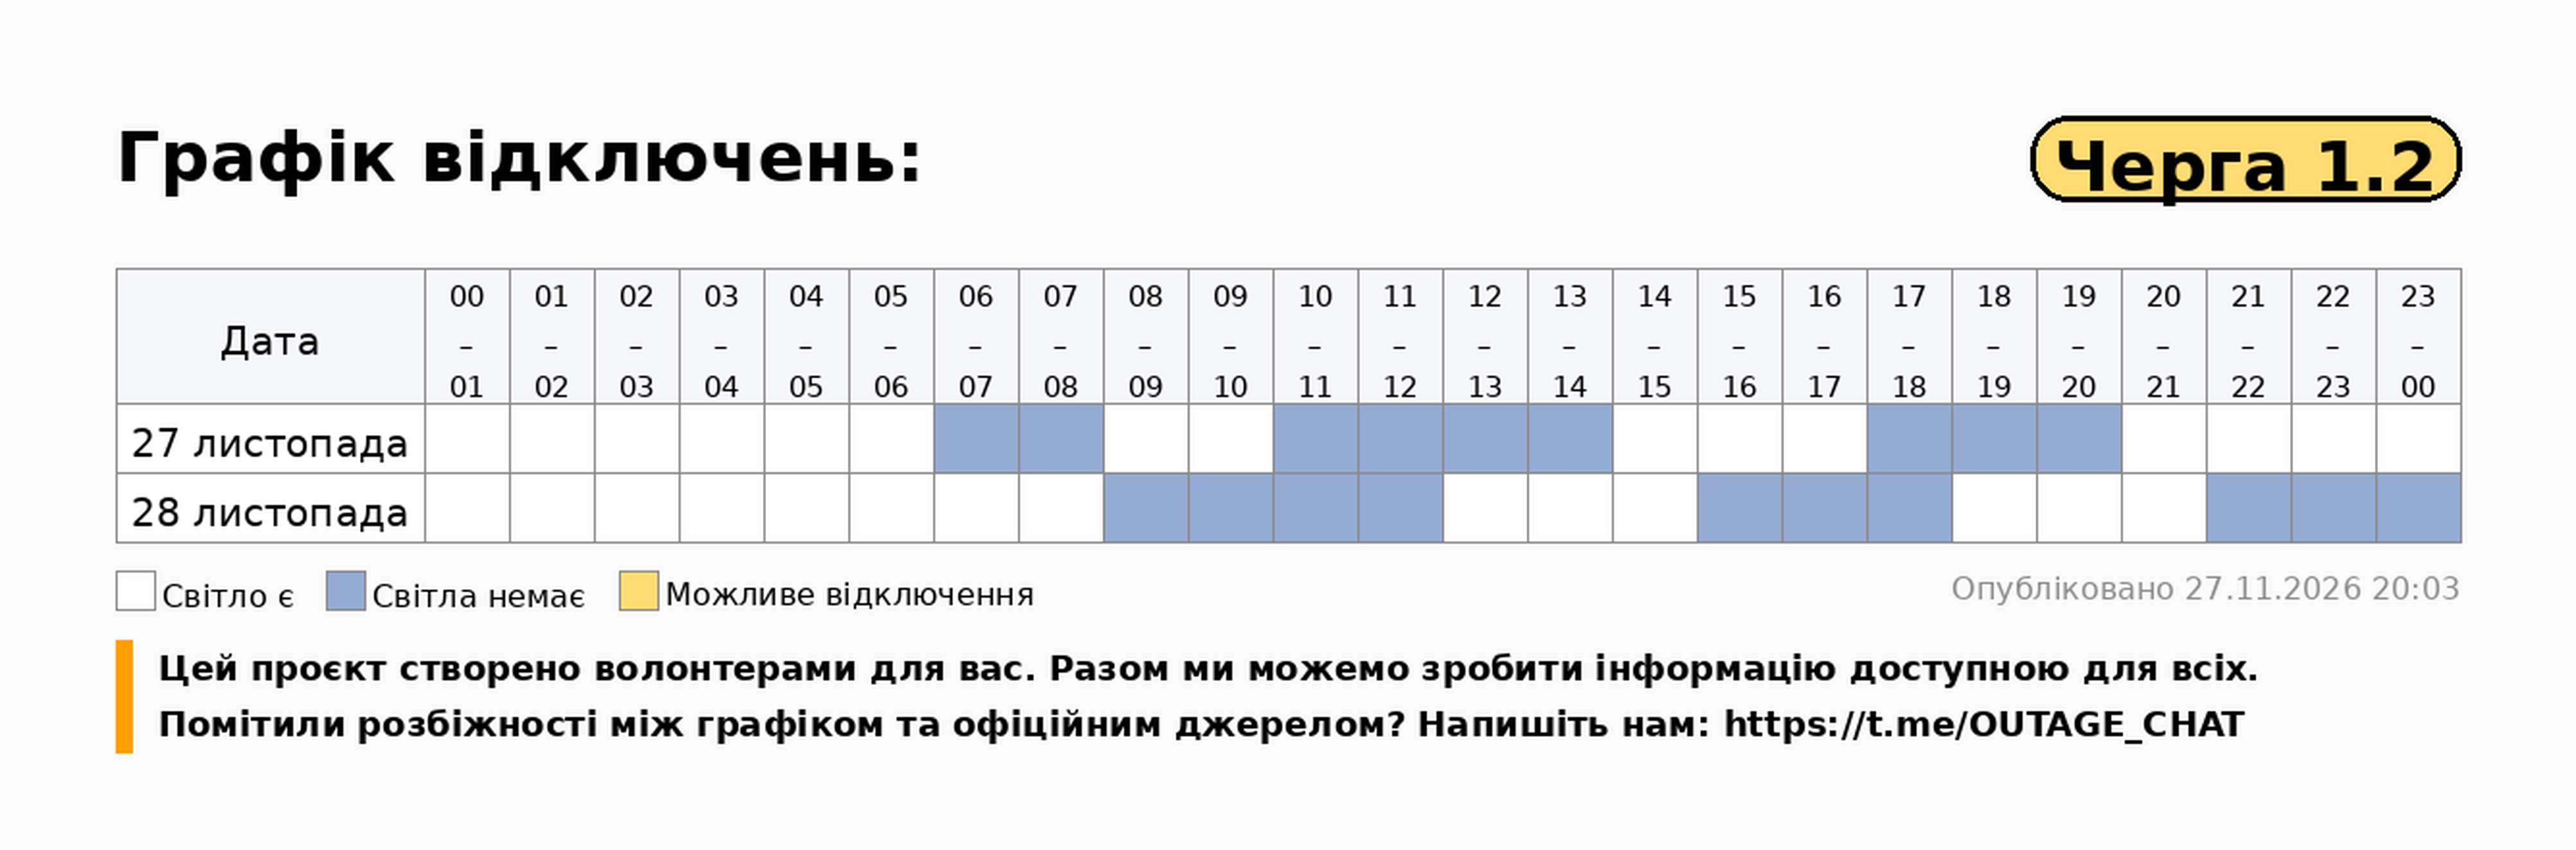 Графік відключень:
Черга 1.2
Дата 00 – 01 01 – 02 02 – 03 03 – 04 04 – 05 05 – 06 06 – 07 07 – 08 08 – 09 09 – 10 10 – 11 11 – 12 12 – 13 13 – 14 14 – 15 15 – 16 16 – 17 17 – 18 18 – 19 19 – 20 20 – 21 21 – 22 22 – 23 23 – 00
27 листопада
28 листопада
Світло є Світла немає Можливе відключення
Опубліковано 27.11.2026 20:03
Цей проєкт створено волонтерами для вас. Разом ми можемо зробити інформацію доступною для всіх.
Помітили розбіжності між графіком та офіційним джерелом? Напишіть нам: https://t.me/OUTAGE_CHAT